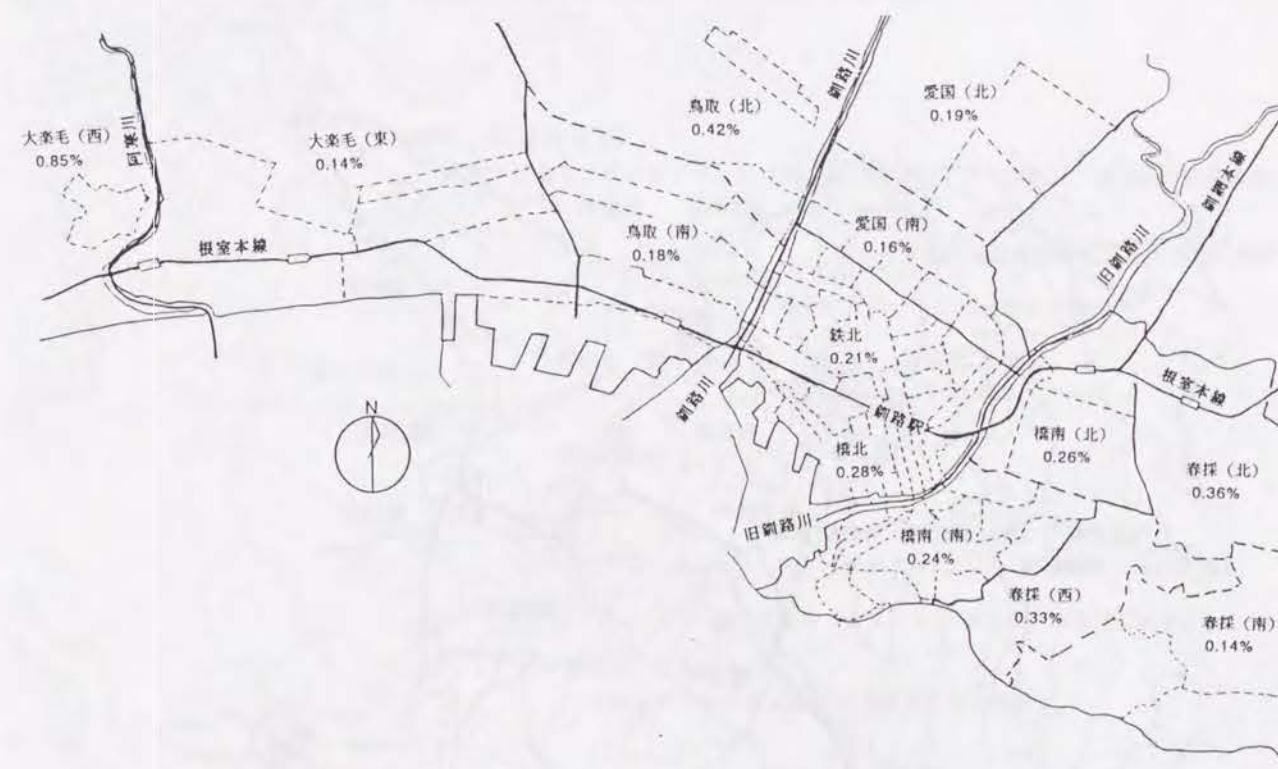 大楽毛（西）
0.85%
阿寒川
大楽毛（東）
0.14%
根室本線
鳥取（北）
0.42%
釧路川
愛国（北）
0.19%
釧網本線
旧釧路川
鳥取（南）
0.18%
愛国（南）
0.16%
鉄北
0.21%
釧路川
釧路駅
根室本線
橋北
0.28%
橋南（北）
0.26%
春採（北）
0.36%
N
旧釧路川
橋南（南）
0.24%
春採（西）
0.33%
春採（南）
0.14%